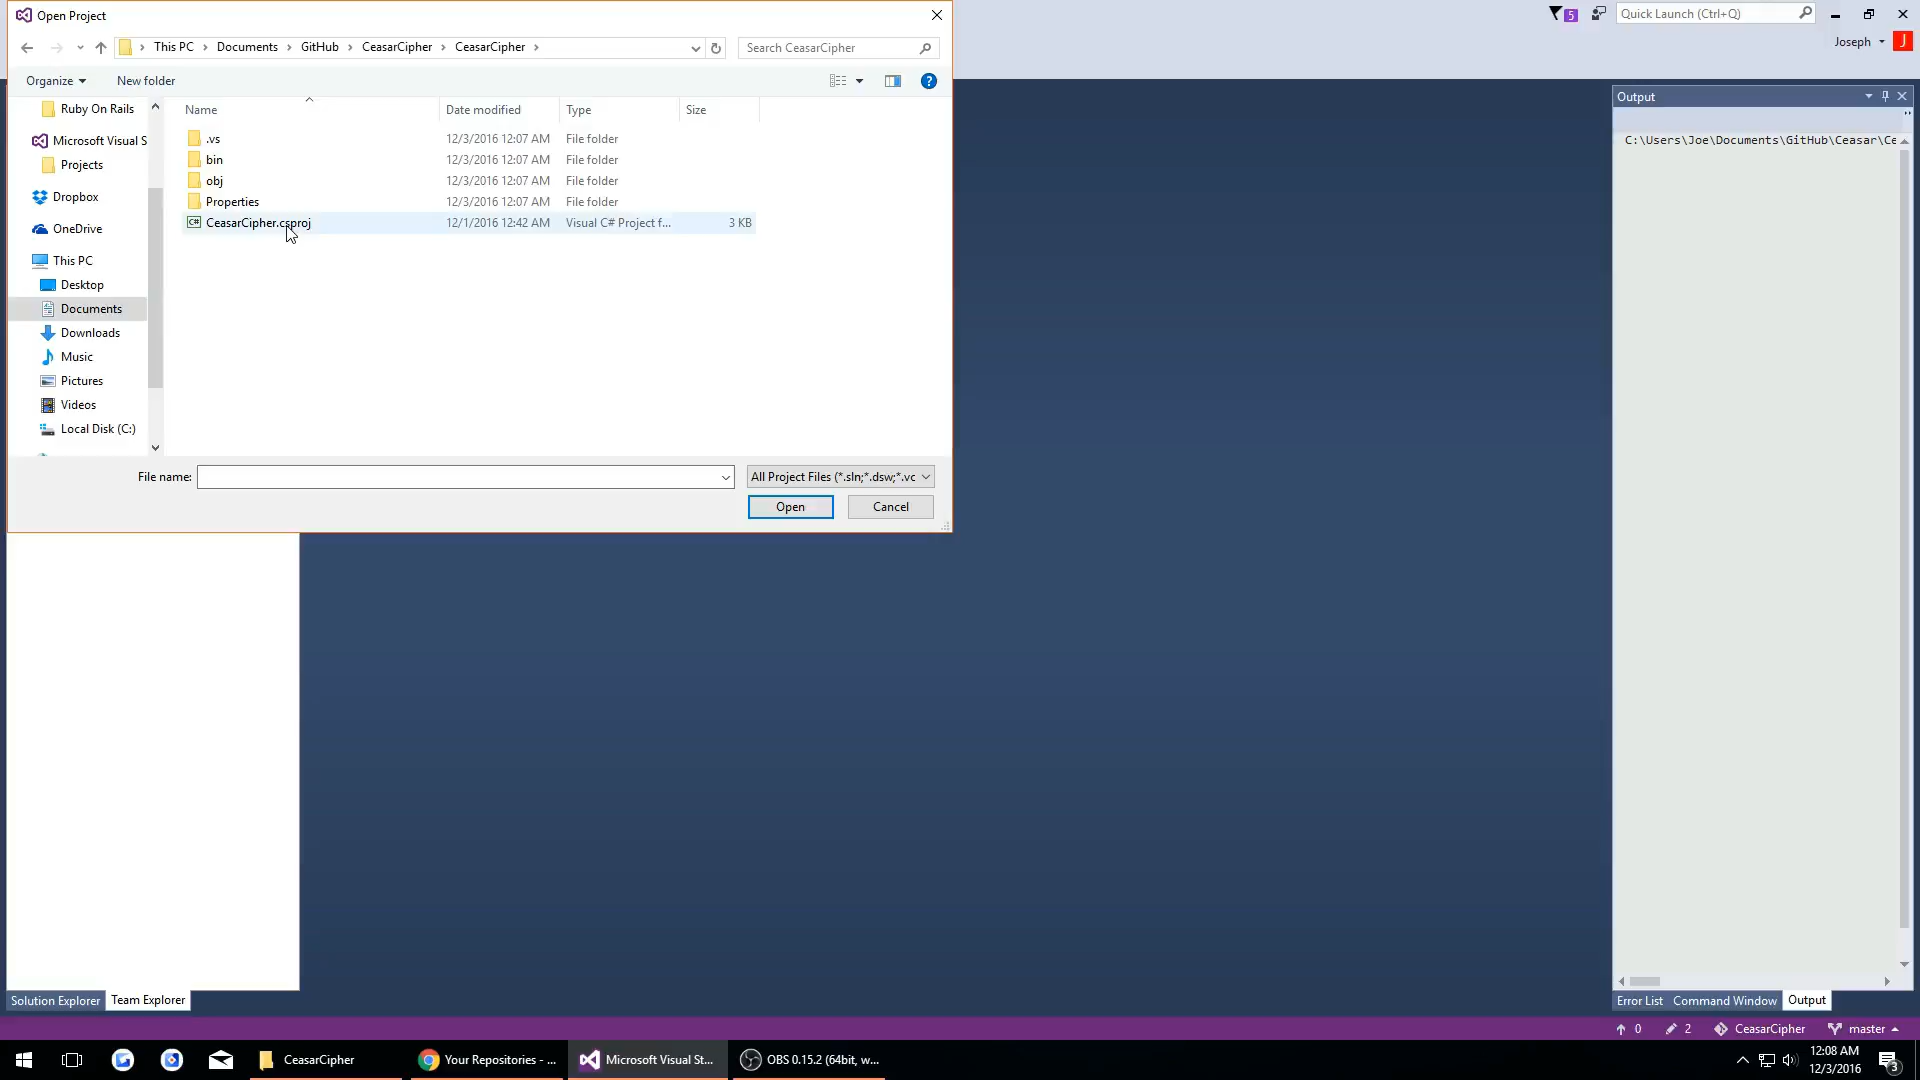 Open Project
5
Quick Launch (Ctrl+Q)
Joseph
J
This PC > Documents > GitHub > CeasarCipher > CeasarCipher >
Search CeasarCipher
Organize
New folder
?
Name
Date modified
Type
Size
.vs
12/3/2016 12:07 AM
File folder
bin
12/3/2016 12:07 AM
File folder
obj
12/3/2016 12:07 AM
File folder
Properties
12/3/2016 12:07 AM
File folder
C# CeasarCipher.csproj
12/1/2016 12:42 AM
Visual C# Project f...
3 KB
Ruby On Rails
Microsoft Visual S
Projects
Dropbox
OneDrive
This PC
Desktop
Documents
Downloads
Music
Pictures
Videos
Local Disk (C:)
File name:
All Project Files (*.sln;*.dsw;*.vc
Open
Cancel
Output
C:\Users\Joe\Documents\GitHub\Ceasar\Ce
Solution Explorer
Team Explorer
Error List
Command Window
Output
0
2
CeasarCipher
master
CeasarCipher
Your Repositories - ...
Microsoft Visual St...
OBS 0.15.2 (64bit, w...
12:08 AM
12/3/2016
3